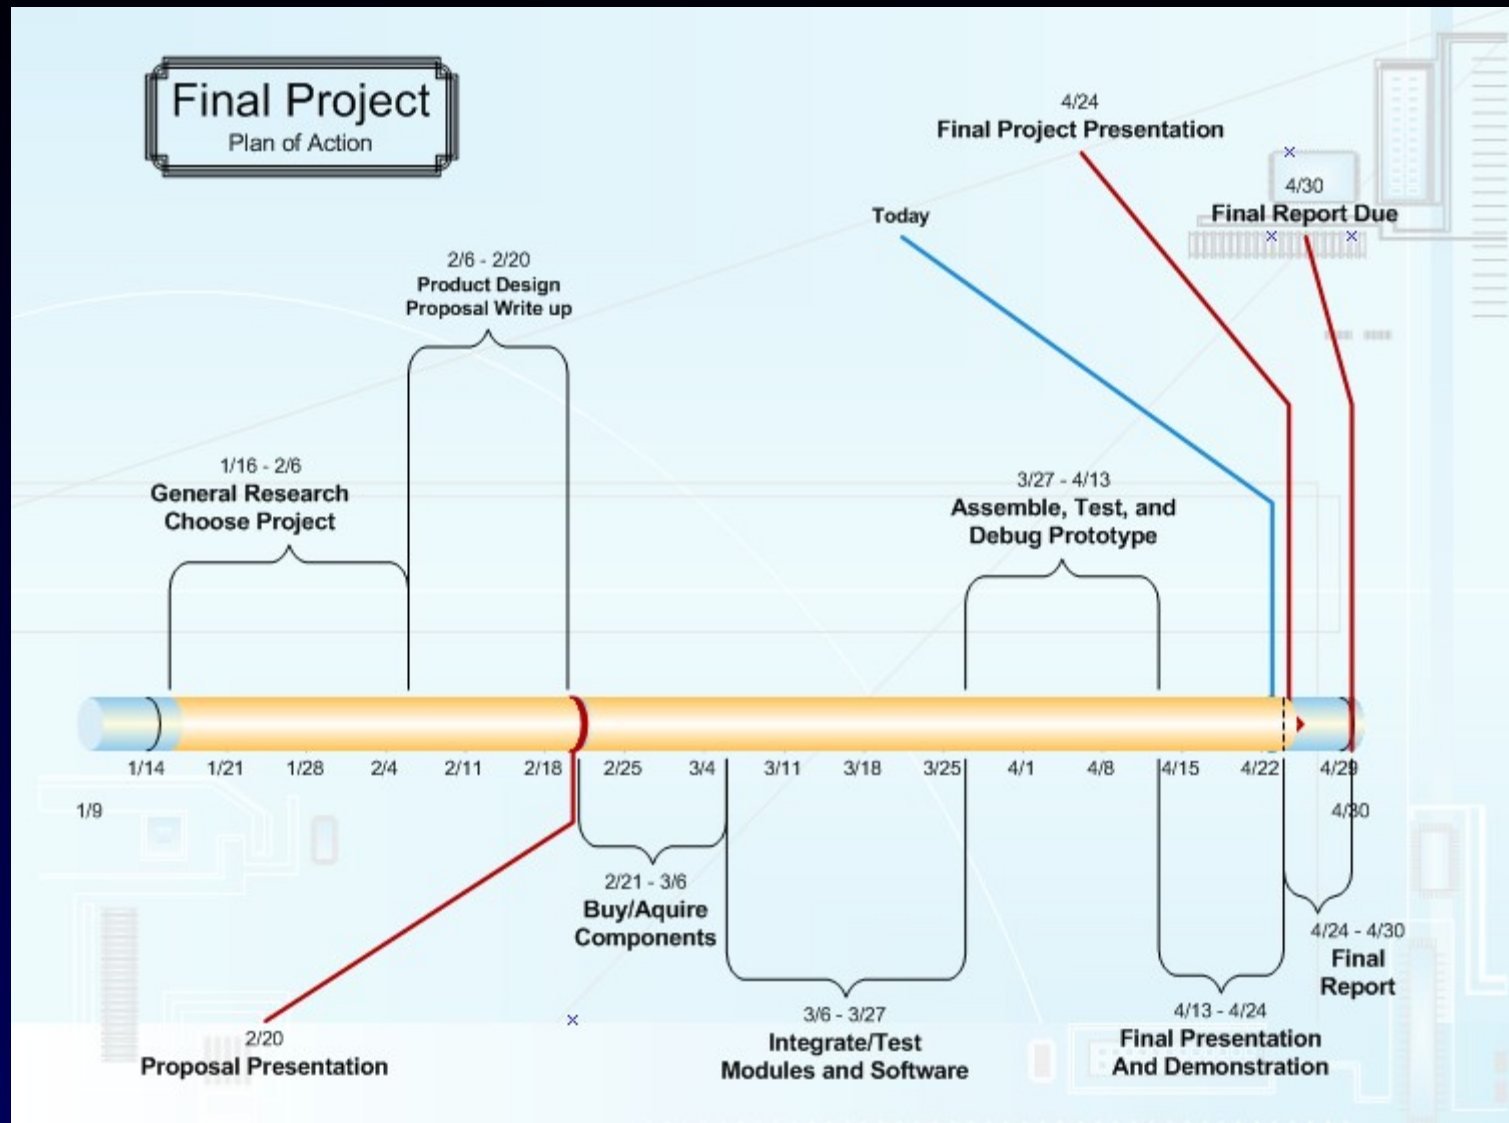 Final Project
Plan of Action
4/24
Final Project Presentation
4/30
Final Report Due
Today
2/6 - 2/20
Product Design
Proposal Write up
1/16 - 2/6
General Research
Choose Project
3/27 - 4/13
Assemble, Test, and
Debug Prototype
1/14 1/21 1/28 2/4 2/11 2/18 2/25 3/4 3/11 3/18 3/25 4/1 4/8 4/15 4/22 4/29
1/9 4/30
2/21 - 3/6
Buy/Aquire
Components
4/24 - 4/30
Final
Report
3/6 - 3/27
Integrate/Test
Modules and Software
4/13 - 4/24
Final Presentation
And Demonstration
2/20
Proposal Presentation